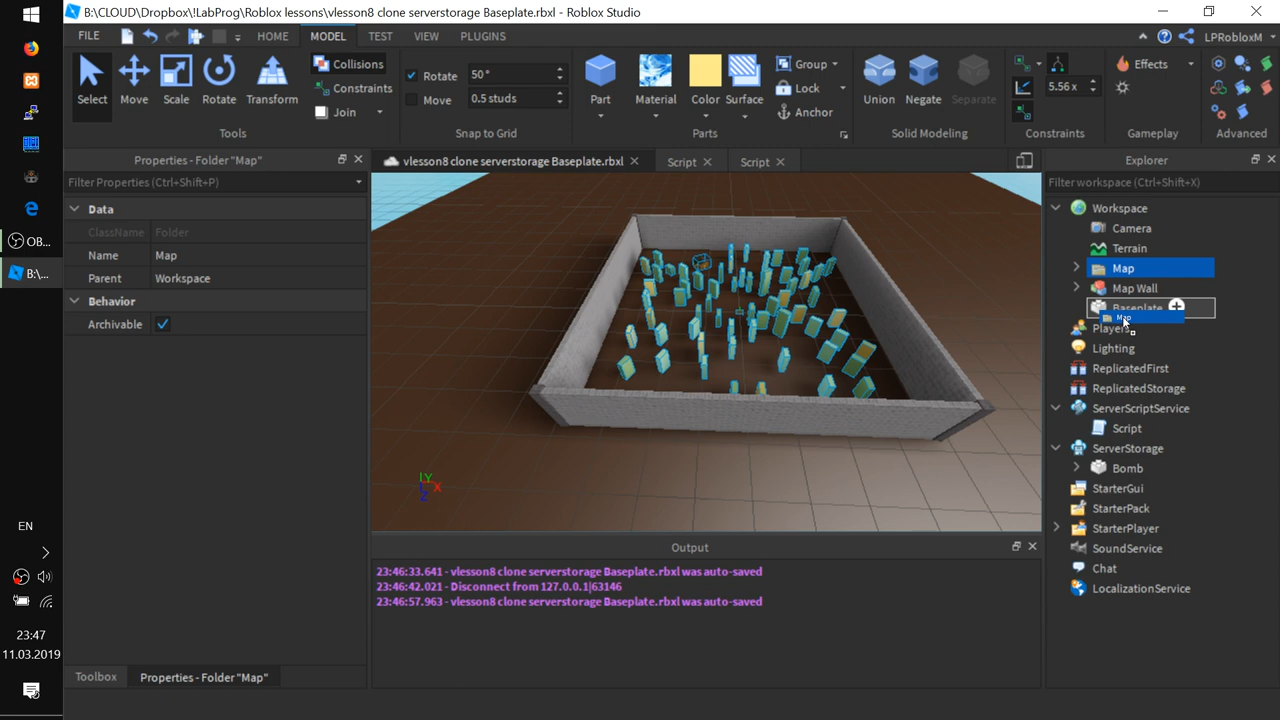 B:\CLOUD\Dropbox\!LabProg\Roblox lessons\vlesson8 clone serverstorage Baseplate.rbxl - Roblox Studio
FILE HOME MODEL TEST VIEW PLUGINS LPRobloxM
Select Move Scale Rotate Transform
Collisions
Constraints
Join
Tools
Rotate 50°
Move 0.5 studs
Snap to Grid
Part Material Color Surface
Group
Lock
Anchor
Parts
Union Negate Separate
Solid Modeling
5.56 x
Constraints
Effects
Gameplay
Advanced
Properties - Folder "Map"
Filter Properties (Ctrl+Shift+P)
Data
ClassName Folder
Name Map
Parent Workspace
Behavior
Archivable
Toolbox Properties - Folder "Map"
vlesson8 clone serverstorage Baseplate.rbxl Script Script
Y
X
Z
Output
23:46:33.641 - vlesson8 clone serverstorage Baseplate.rbxl was auto-saved
23:46:42.021 - Disconnect from 127.0.0.1|63146
23:46:57.963 - vlesson8 clone serverstorage Baseplate.rbxl was auto-saved
Explorer
Filter workspace (Ctrl+Shift+X)
Workspace
Camera
Terrain
Map
Map Wall
Baseplate
Map
Players
Lighting
ReplicatedFirst
ReplicatedStorage
ServerScriptService
Script
ServerStorage
Bomb
StarterGui
StarterPack
StarterPlayer
SoundService
Chat
LocalizationService
OB...
B:\...
EN
23:47
11.03.2019